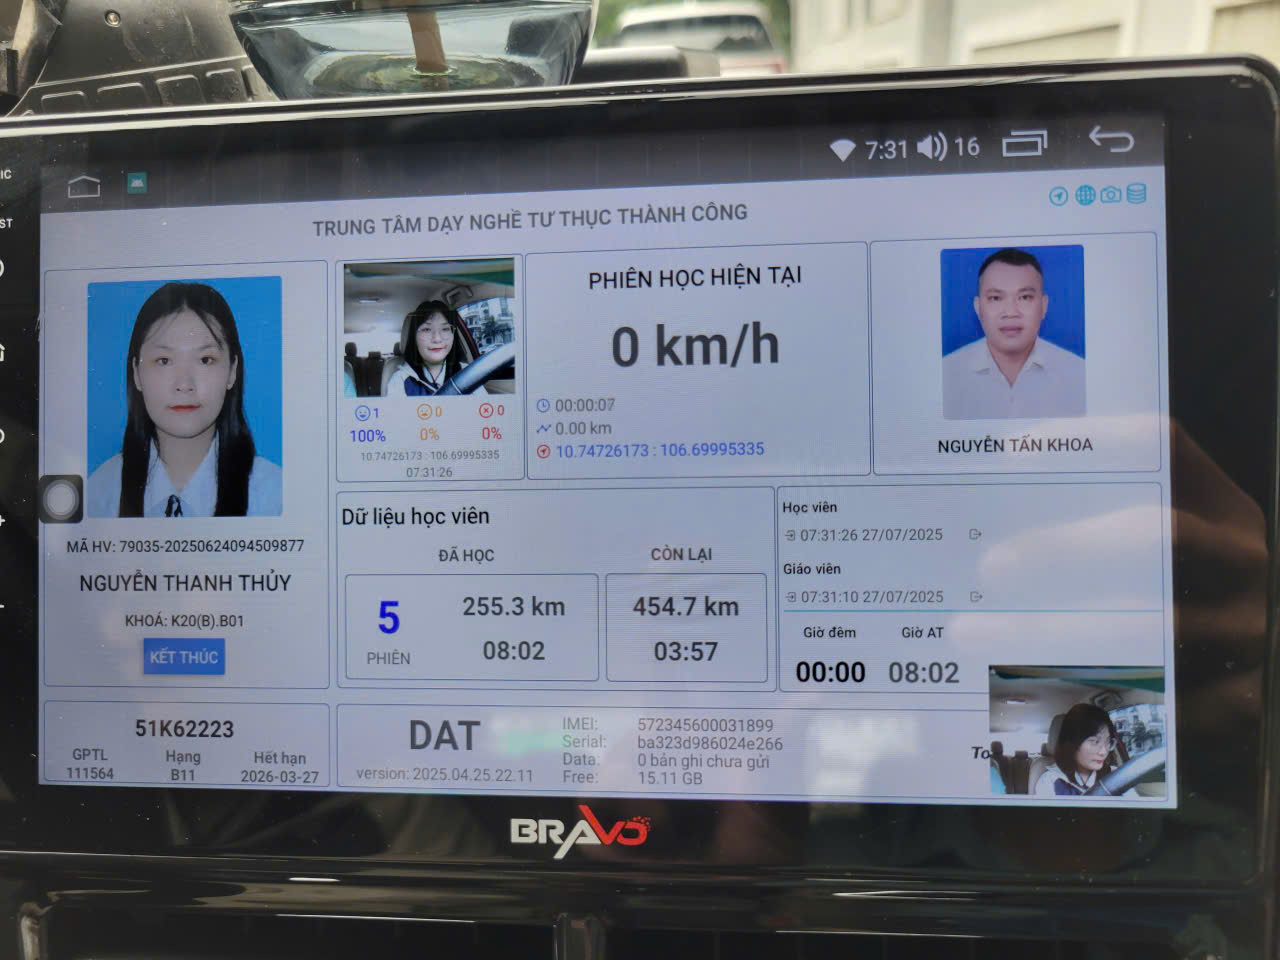 7:31 16
TRUNG TÂM DẠY NGHỀ TƯ THỤC THÀNH CÔNG
MÃ HV: 79035-20250624094509877
NGUYỄN THANH THỦY
KHOÁ: K20(B).B01
KẾT THÚC
1 0 0
100% 0% 0%
10.74726173 : 106.69995335
07:31:26
PHIÊN HỌC HIỆN TẠI
0 km/h
00:00:07
0.00 km
10.74726173 : 106.69995335
NGUYỄN TẤN KHOA
Dữ liệu học viên
ĐÃ HỌC
CÒN LẠI
5
PHIÊN
255.3 km
08:02
454.7 km
03:57
Học viên
07:31:26 27/07/2025
Giáo viên
07:31:10 27/07/2025
Giờ đêm Giờ AT
00:00 08:02
51K62223
GPTL Hạng Hết hạn
111564 B11 2026-03-27
DAT
version: 2025.04.25.22.11
IMEI: 572345600031899
Serial: ba323d986024e266
Data: 0 bản ghi chưa gửi
Free: 15.11 GB
To
BRAVO